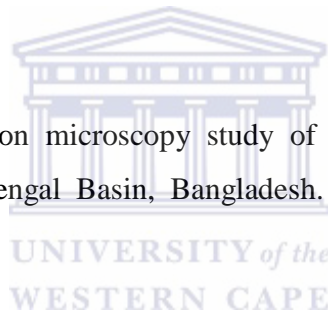 on microscopy study of
engal Basin, Bangladesh.
UNIVERSITY of the
WESTERN CAPE